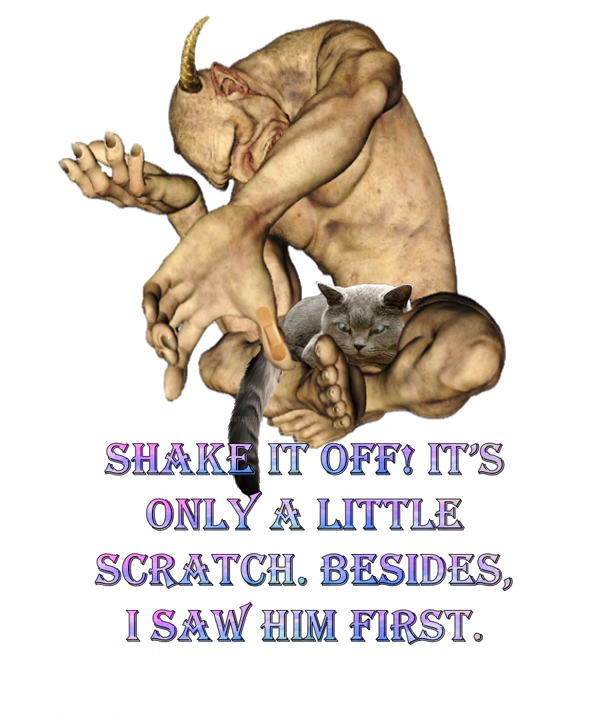 SHAKE IT OFF! IT'S
ONLY A LITTLE
SCRATCH. BESIDES,
I SAW HIM FIRST.